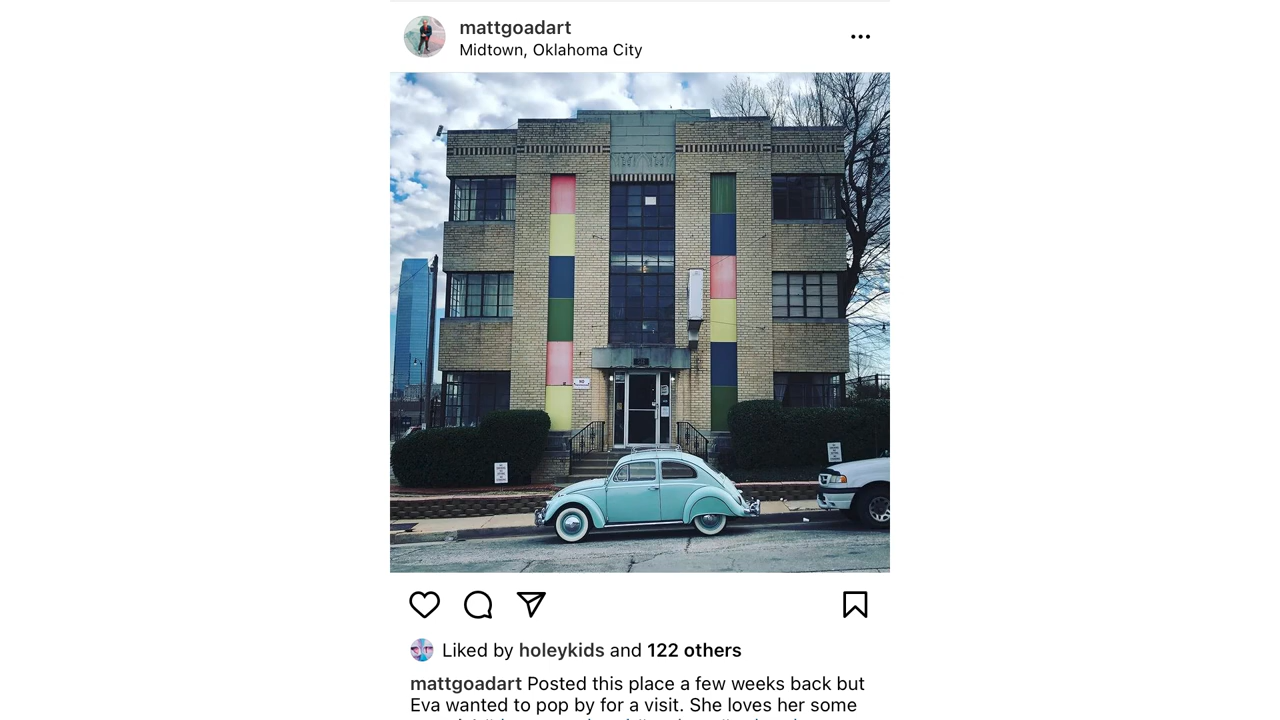 mattgoadart
Midtown, Oklahoma City
Liked by holeykids and 122 others
mattgoadart Posted this place a few weeks back but
Eva wanted to pop by for a visit. She loves her some